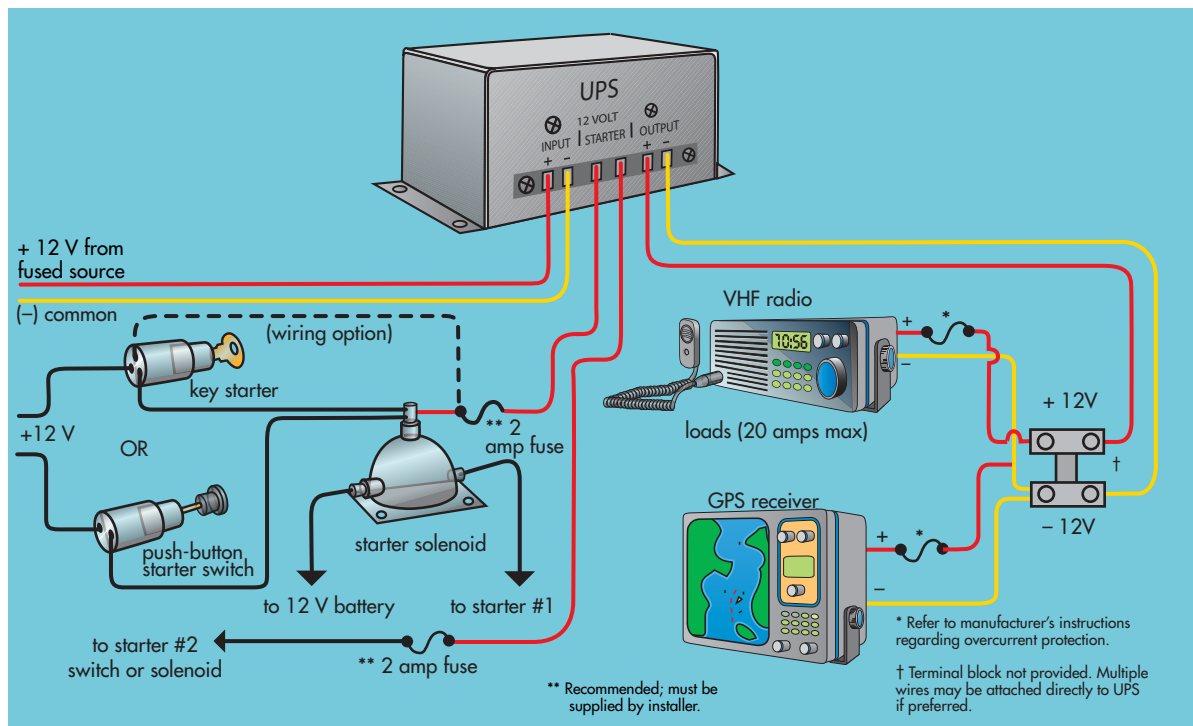 UPS
12 VOLT
INPUT | STARTER | OUTPUT
+ − + −
+ 12 V from
fused source
(−) common
(wiring option)
key starter
+12 V
OR
** 2
amp fuse
push-button
starter switch
starter solenoid
to 12 V battery
to starter #1
to starter #2
switch or solenoid
** 2 amp fuse
** Recommended; must be
supplied by installer.
VHF radio
10:56
+
*
−
loads (20 amps max)
+ 12V
†
− 12V
GPS receiver
+
*
−
* Refer to manufacturer's instructions
regarding overcurrent protection.
† Terminal block not provided. Multiple
wires may be attached directly to UPS
if preferred.